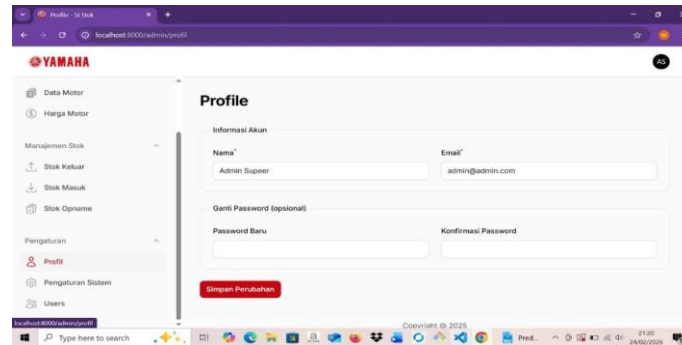 Profile - SI Stok
localhost:8000/admin/profil
YAMAHA
AS
Data Motor
Harga Motor
Manajemen Stok
Stok Keluar
Stok Masuk
Stok Opname
Pengaturan
Profil
Pengaturan Sistem
Users
Profile
Informasi Akun
Nama*
Email*
Admin Supeer
admin@admin.com
Ganti Password (opsional)
Password Baru
Konfirmasi Password
Simpan Perubahan
Copyright © 2025
localhost:8000/admin/profil
Type here to search
Pred...
21:20
24/02/2026